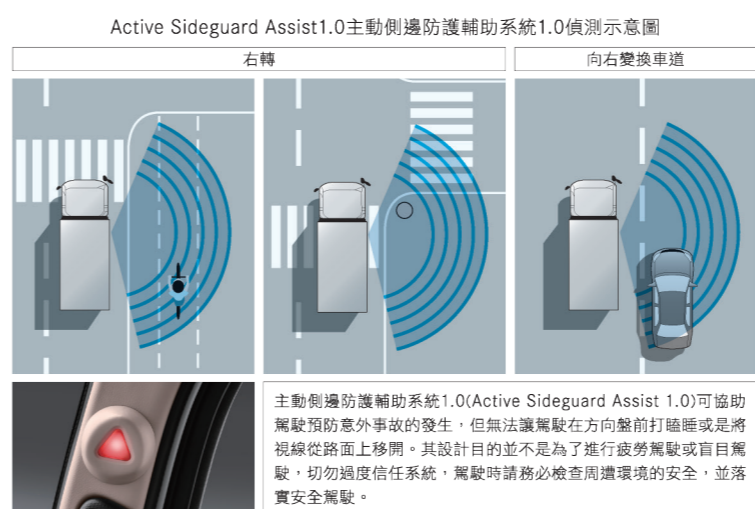 Active Sideguard Assist1.0主動側邊防護輔助系統1.0偵測示意圖
右轉
向右變換車道
主動側邊防護輔助系統1.0(Active Sideguard Assist 1.0)可協助
駕駛預防意外事故的發生，但無法讓駕駛在方向盤前打瞌睡或是將
視線從路面上移開。其設計目的並不是為了進行疲勞駕駛或盲目駕
駛，切勿過度信任系統，駕駛時請務必檢查周遭環境的安全，並落
實安全駕駛。